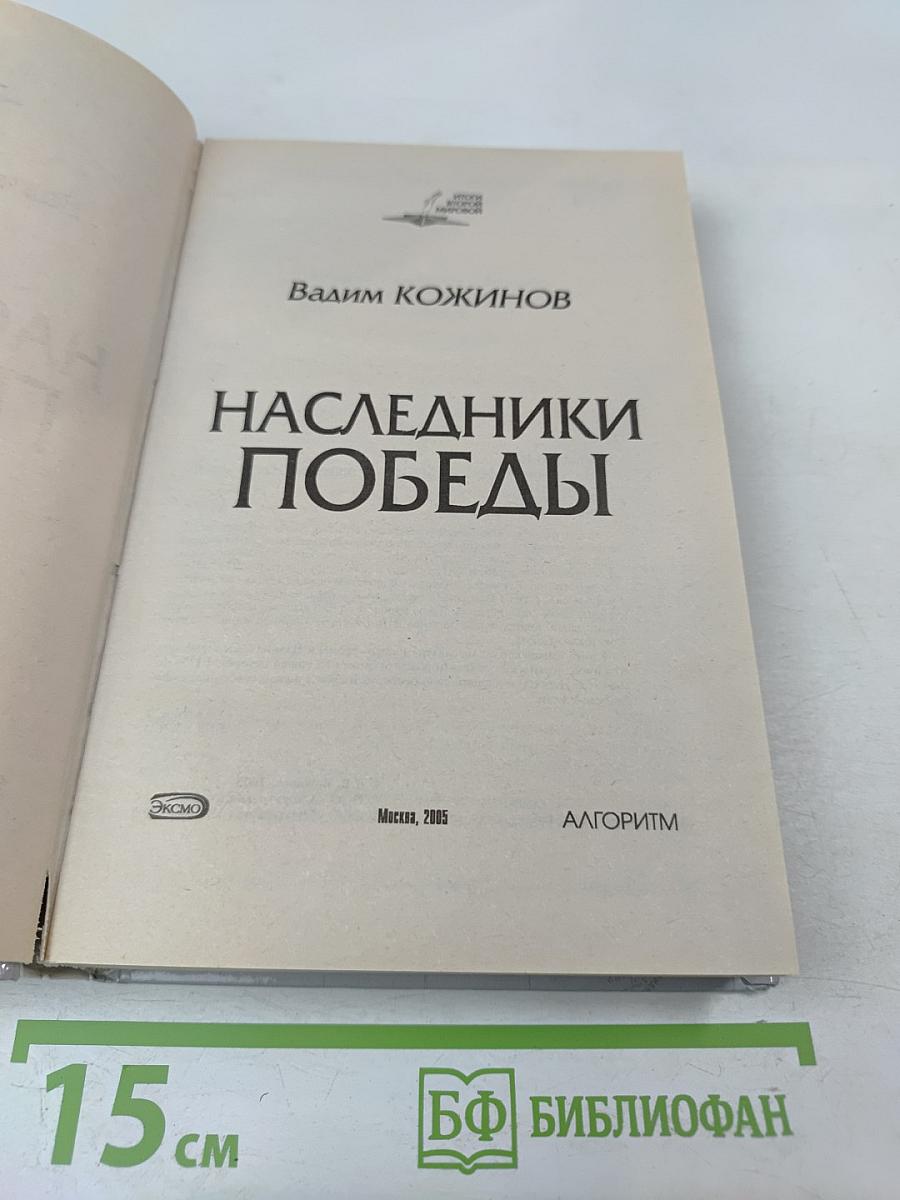 ИТОГИ
ВТОРОЙ
МИРОВОЙ
Вадим КОЖИНОВ
НАСЛЕДНИКИ
ПОБЕДЫ
ЭКСМО
Москва, 2005
АЛГОРИТМ
15 см
БФ БИБЛИОФАН